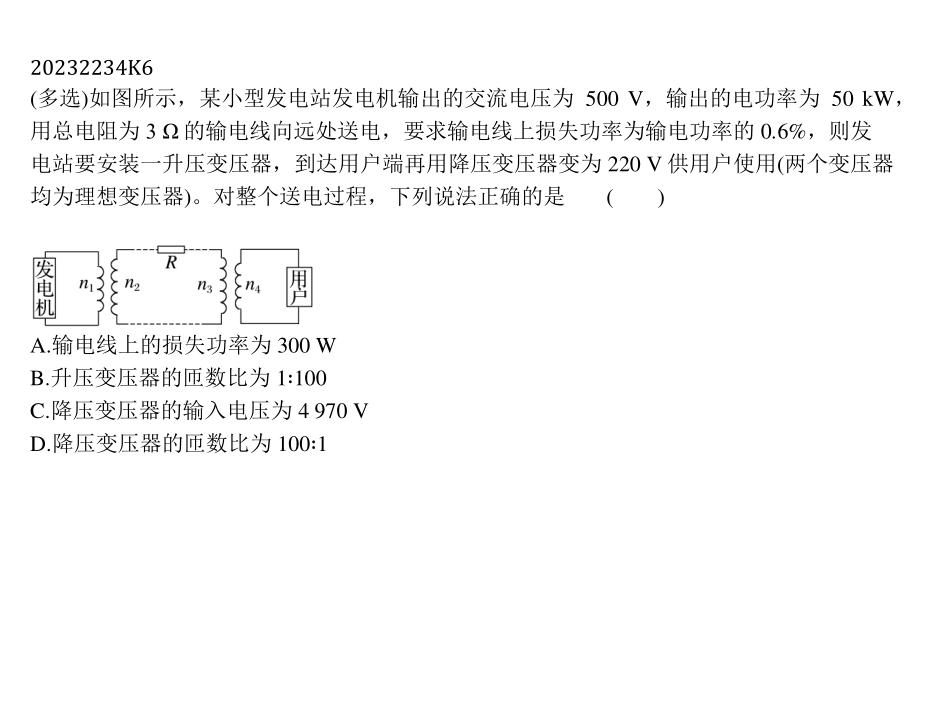 20232234K6
(多选)如图所示，某小型发电站发电机输出的交流电压为 500 V，输出的电功率为 50 kW，
用总电阻为 3 Ω 的输电线向远处送电，要求输电线上损失功率为输电功率的 0.6%，则发
电站要安装一升压变压器，到达用户端再用降压变压器变为 220 V 供用户使用(两个变压器
均为理想变压器)。对整个送电过程，下列说法正确的是 ( )
发电机 n₁ n₂ R n₃ n₄ 用户
A.输电线上的损失功率为 300 W
B.升压变压器的匝数比为 1∶100
C.降压变压器的输入电压为 4 970 V
D.降压变压器的匝数比为 100∶1